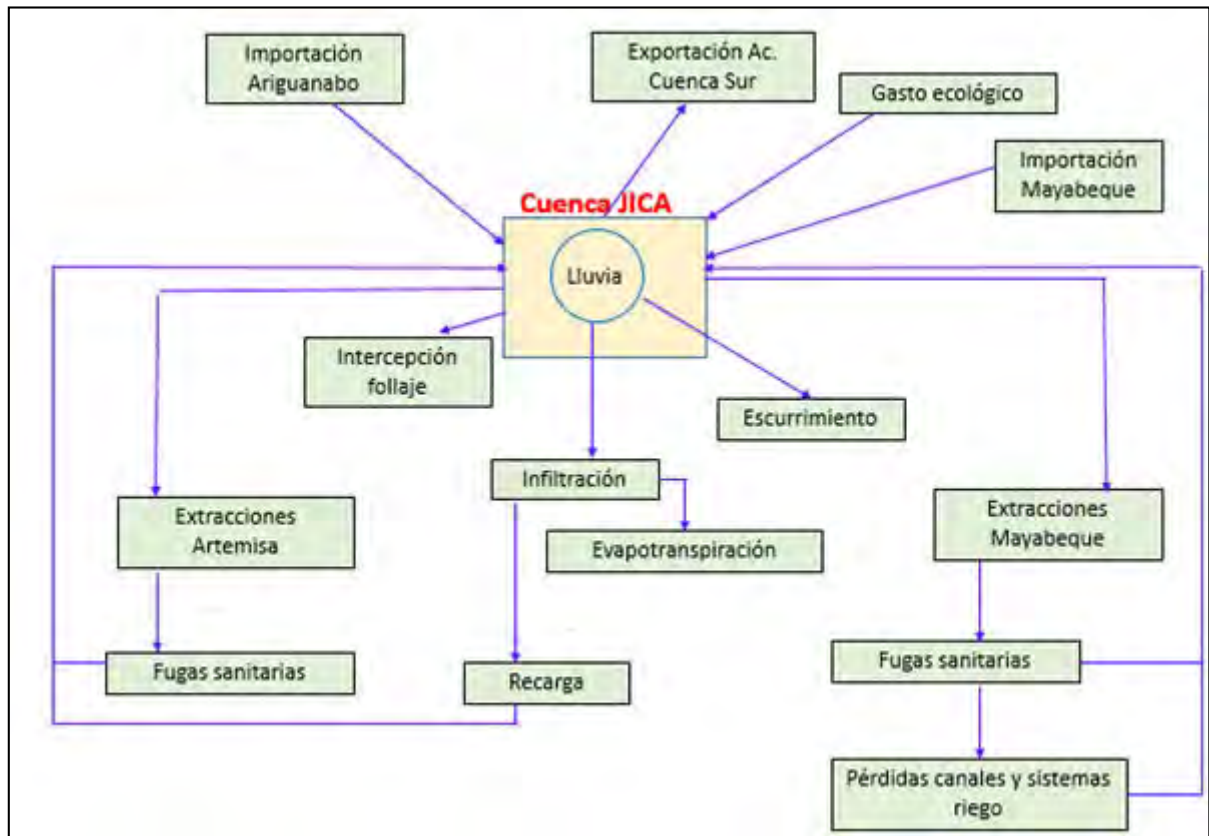 Importación
Ariguanabo
Exportación Ac.
Cuenca Sur
Gasto ecológico
Importación
Mayabeque
Cuenca JICA
Lluvia
Intercepción
follaje
Escurrimiento
Infiltración
Extracciones
Artemisa
Extracciones
Mayabeque
Evapotranspiración
Fugas sanitarias
Recarga
Fugas sanitarias
Pérdidas canales y sistemas
riego